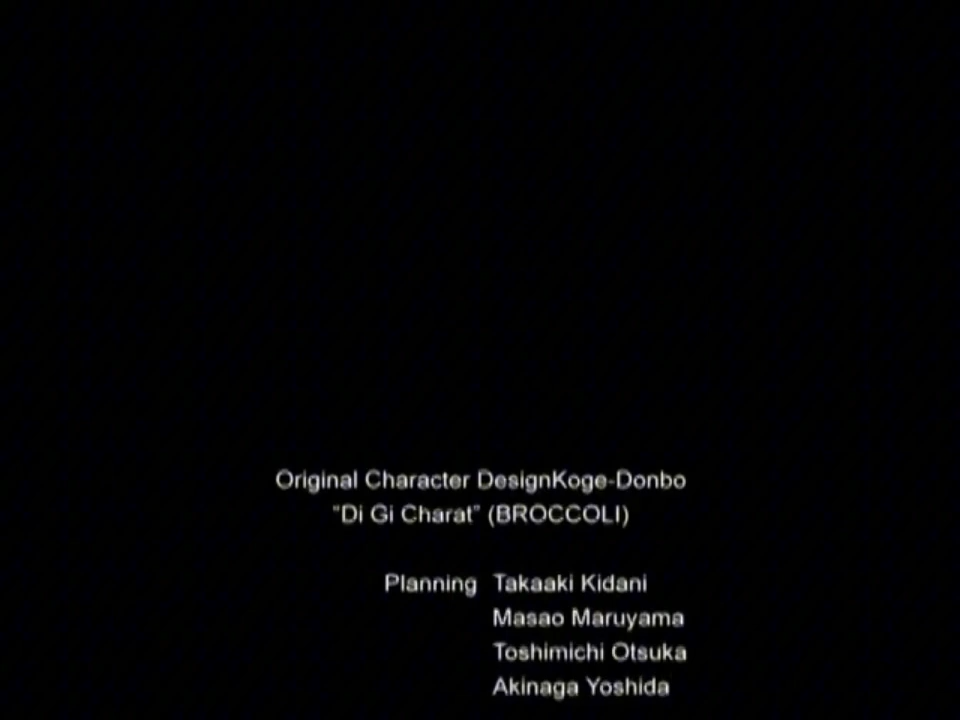 Original Character DesignKoge-Donbo
"Di Gi Charat" (BROCCOLI)
Planning Takaaki Kidani
Masao Maruyama
Toshimichi Otsuka
Akinaga Yoshida